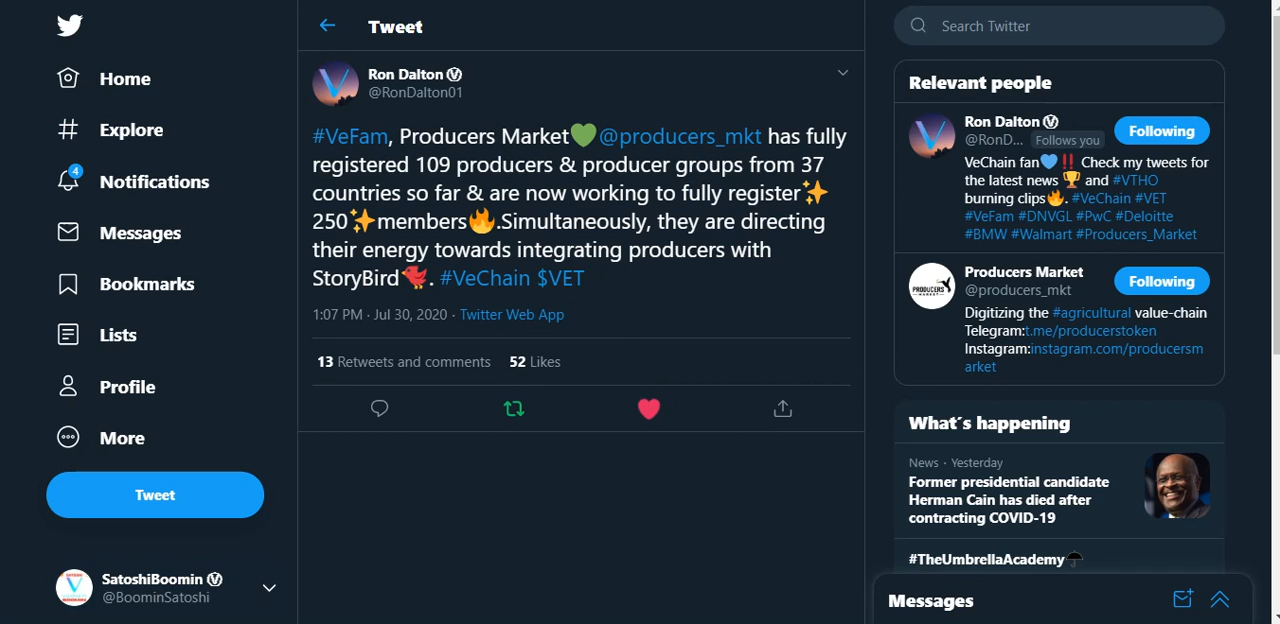 Home
Explore
4
Notifications
Messages
Bookmarks
Lists
Profile
More
Tweet
SatoshiBoomin Ⓥ
@BoominSatoshi
Tweet
Ron Dalton Ⓥ
@RonDalton01
#VeFam, Producers Market💚@producers_mkt has fully
registered 109 producers & producer groups from 37
countries so far & are now working to fully register✨
250✨members🔥.Simultaneously, they are directing
their energy towards integrating producers with
StoryBird🐦. #VeChain $VET
1:07 PM · Jul 30, 2020 · Twitter Web App
13 Retweets and comments 52 Likes
Search Twitter
Relevant people
Ron Dalton Ⓥ
@RonD... Follows you
Following
VeChain fan💙‼️ Check my tweets for
the latest news 🏆 and #VTHO
burning clips🔥. #VeChain #VET
#VeFam #DNVGL #PwC #Deloitte
#BMW #Walmart #Producers_Market
PRODUCERS
MARKET
Producers Market
@producers_mkt
Following
Digitizing the #agricultural value-chain
Telegram:t.me/producerstoken
Instagram:instagram.com/producersm
arket
What´s happening
News · Yesterday
Former presidential candidate
Herman Cain has died after
contracting COVID-19
#TheUmbrellaAcademy☂
Messages